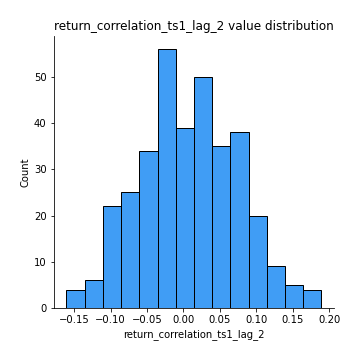 return_correlation_ts1_lag_2 value distribution
50
40
30
20
10
0
Count
−0.15 −0.10 −0.05 0.00 0.05 0.10 0.15 0.20
return_correlation_ts1_lag_2